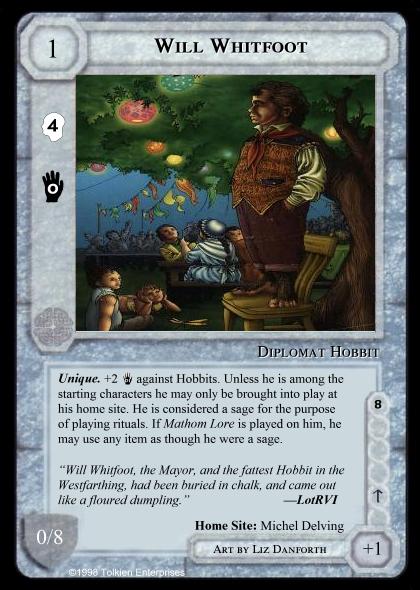 1
Will Whitfoot
4
Diplomat Hobbit
Unique. +2 against Hobbits. Unless he is among the
starting characters he may only be brought into play at
his home site. He is considered a sage for the purpose
of playing rituals. If Mathom Lore is played on him, he
may use any item as though he were a sage.
8
“Will Whitfoot, the Mayor, and the fattest Hobbit in the
Westfarthing, had been buried in chalk, and came out
like a floured dumpling.” —LotRVI
Home Site: Michel Delving
0/8
Art by Liz Danforth
+1
©1998 Tolkien Enterprises